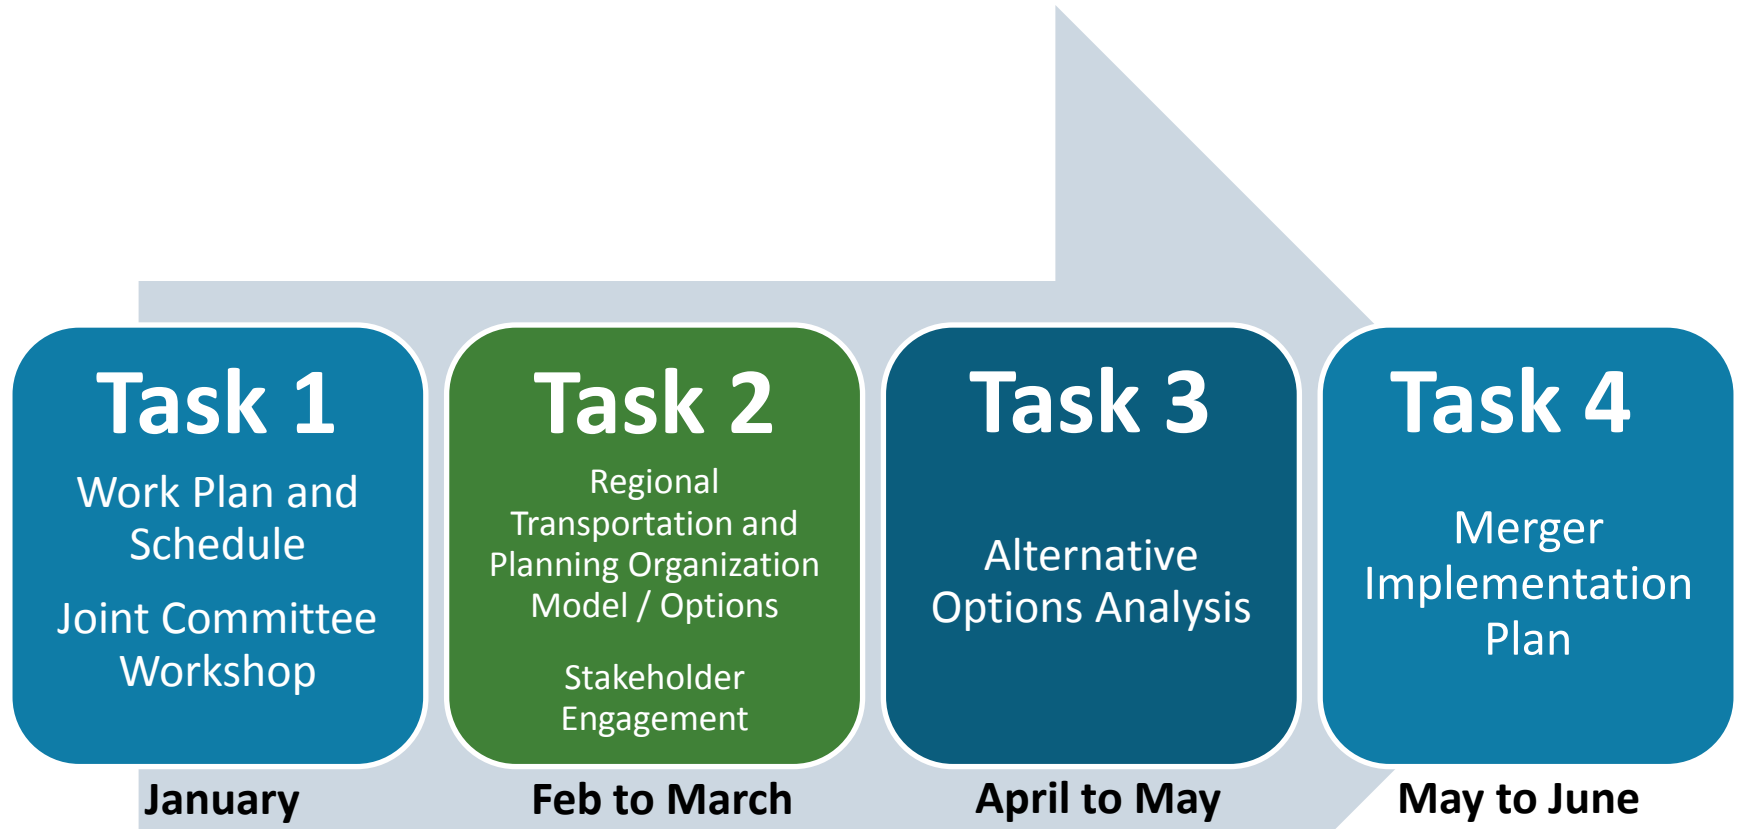 Task 1
Work Plan and
Schedule
Joint Committee
Workshop
January
Task 2
Regional
Transportation and
Planning Organization
Model / Options
Stakeholder
Engagement
Feb to March
Task 3
Alternative
Options Analysis
April to May
Task 4
Merger
Implementation
Plan
May to June